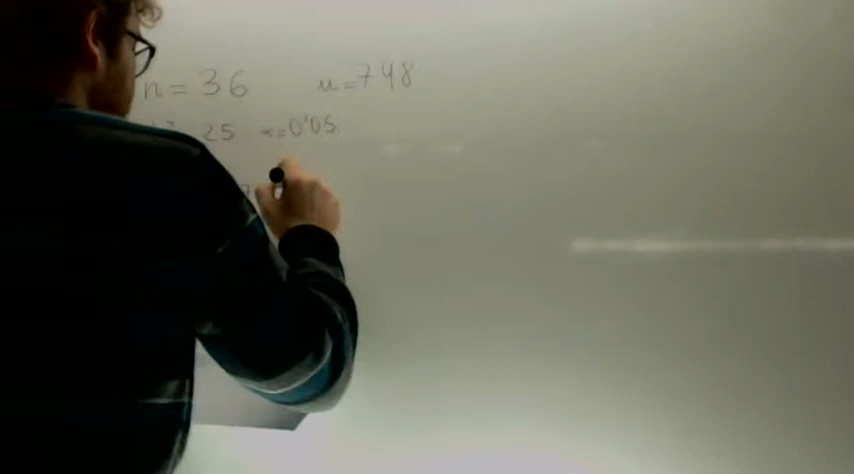 n = 36 μ = 748
25 α = 0'05